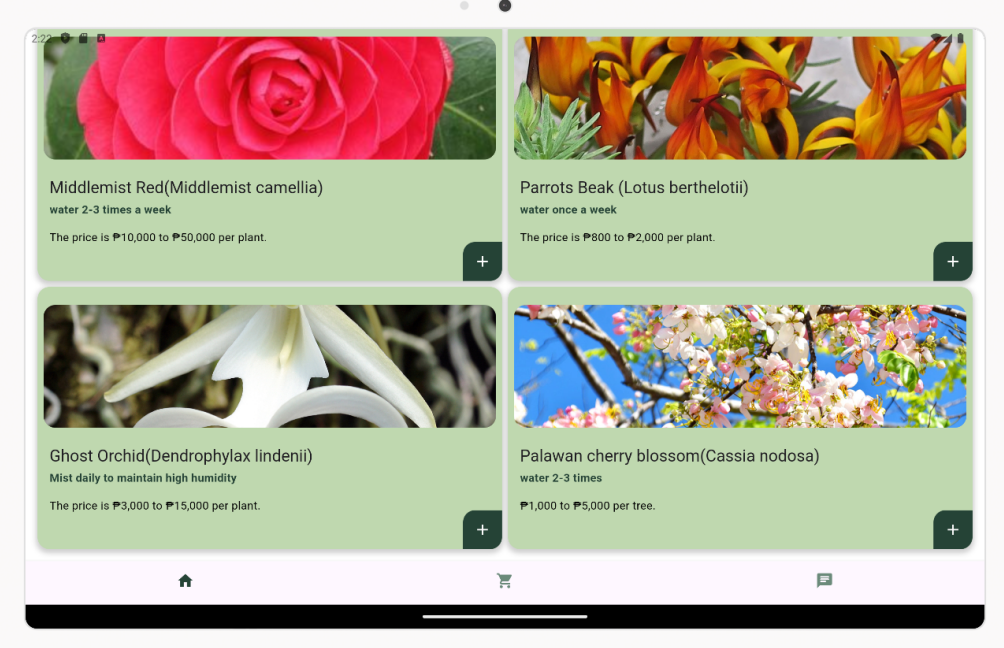 2:22
Middlemist Red(Middlemist camellia)
water 2-3 times a week
The price is ₱10,000 to ₱50,000 per plant.
+
Parrots Beak (Lotus berthelotii)
water once a week
The price is ₱800 to ₱2,000 per plant.
+
Ghost Orchid(Dendrophylax lindenii)
Mist daily to maintain high humidity
The price is ₱3,000 to ₱15,000 per plant.
+
Palawan cherry blossom(Cassia nodosa)
water 2-3 times
₱1,000 to ₱5,000 per tree.
+